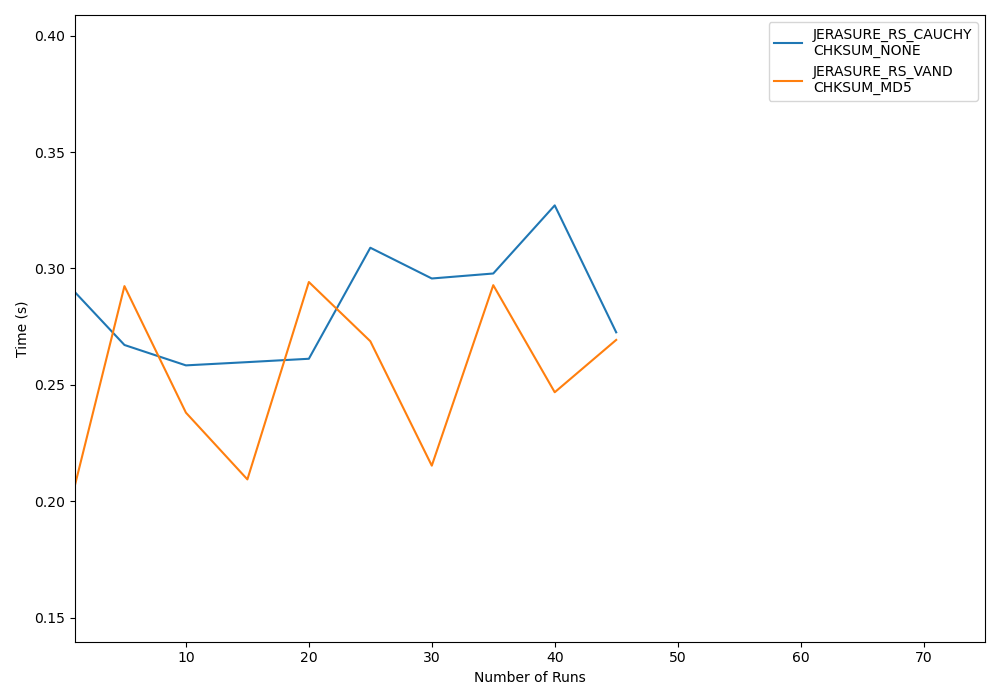 0.40
0.35
0.30
0.25
0.20
0.15
Time (s)
10
20
30
40
50
60
70
Number of Runs
JERASURE_RS_CAUCHY
CHKSUM_NONE
JERASURE_RS_VAND
CHKSUM_MD5